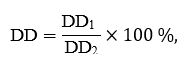 DD = DD₁ / DD₂ × 100 %,